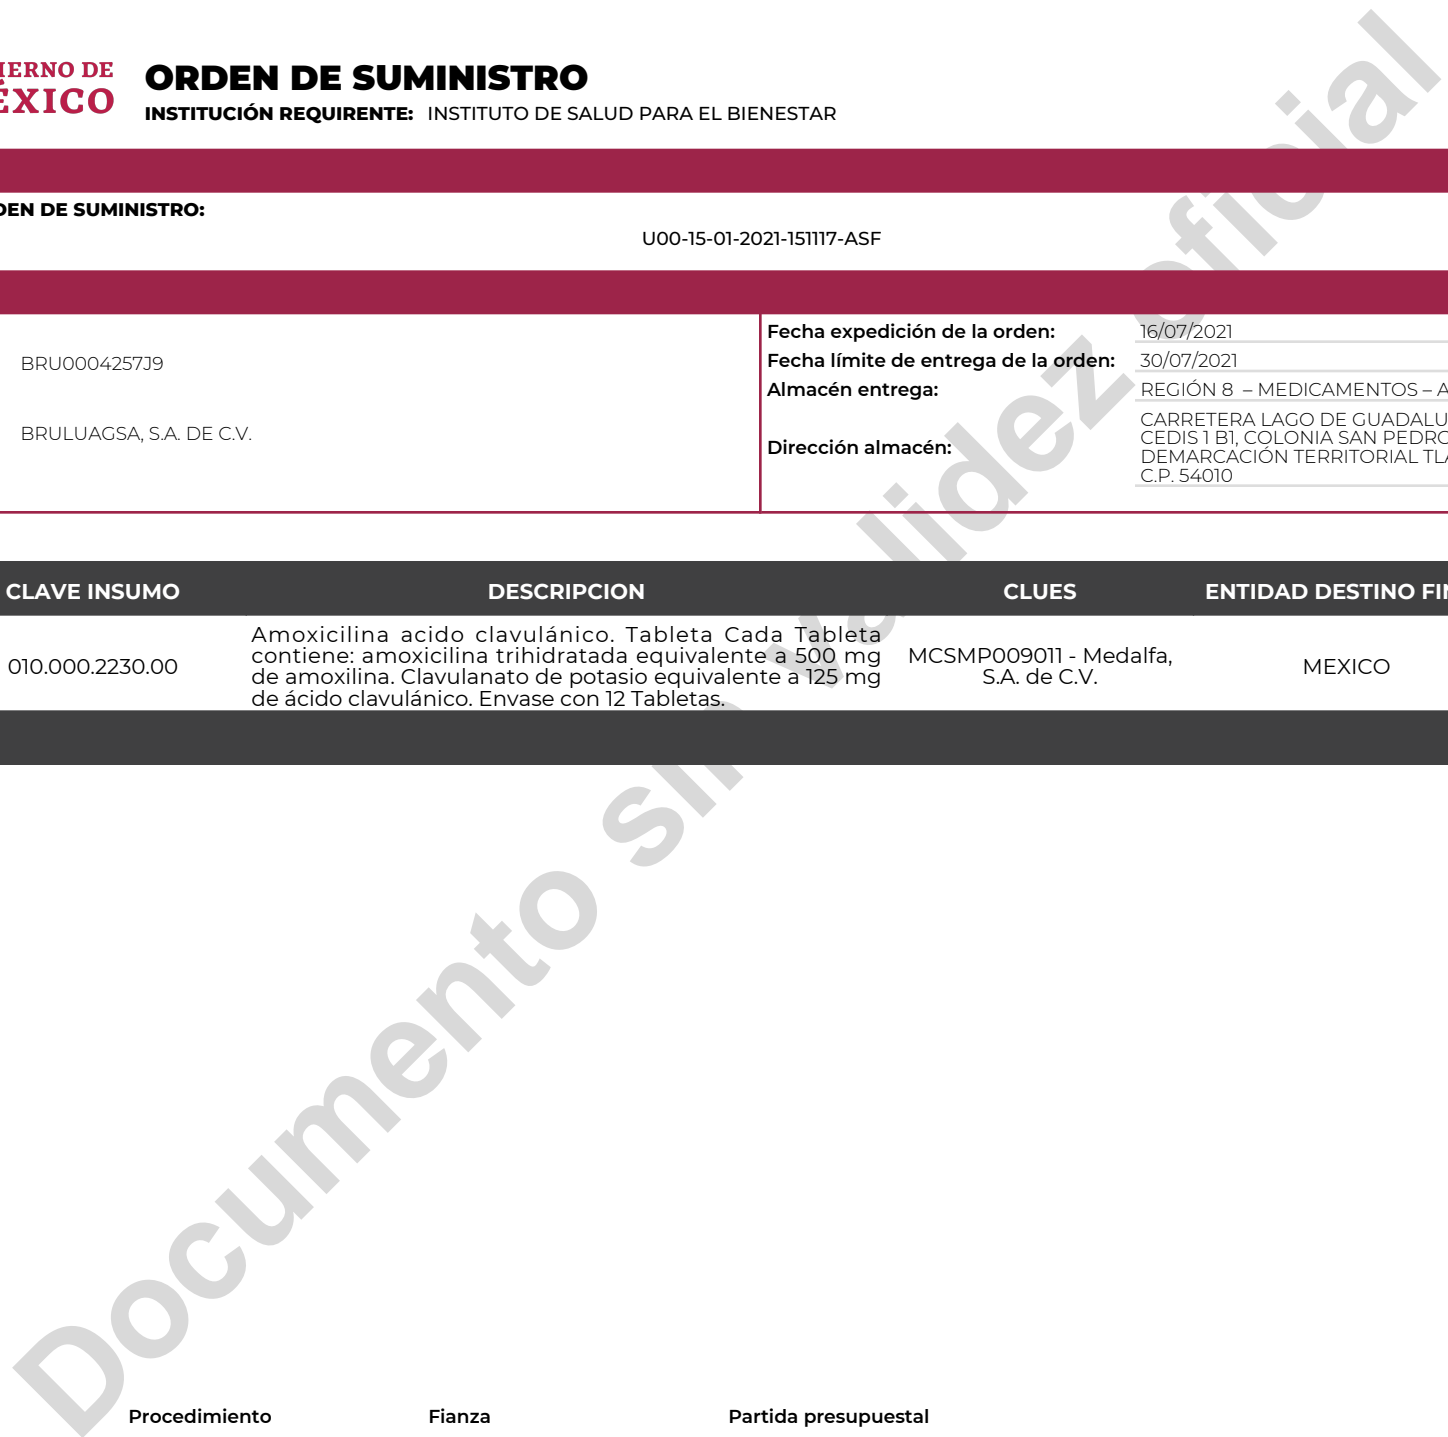 IERNO DE
ÉXICO
ORDEN DE SUMINISTRO
INSTITUCIÓN REQUIRENTE: INSTITUTO DE SALUD PARA EL BIENESTAR
DEN DE SUMINISTRO:
U00-15-01-2021-151117-ASF
BRU0004257J9
BRULUAGSA, S.A. DE C.V.
Fecha expedición de la orden: 16/07/2021
Fecha límite de entrega de la orden: 30/07/2021
Almacén entrega: REGIÓN 8 – MEDICAMENTOS – A
Dirección almacén:
CARRETERA LAGO DE GUADALU
CEDIS 1 B1, COLONIA SAN PEDRO
DEMARCACIÓN TERRITORIAL TLA
C.P. 54010
CLAVE INSUMO DESCRIPCION CLUES ENTIDAD DESTINO FIN
010.000.2230.00
Amoxicilina acido clavulánico. Tableta Cada Tableta
contiene: amoxicilina trihidratada equivalente a 500 mg
de amoxilina. Clavulanato de potasio equivalente a 125 mg
de ácido clavulánico. Envase con 12 Tabletas.
MCSMP009011 - Medalfa,
S.A. de C.V.
MEXICO
Documento sin validez oficial
Procedimiento Fianza Partida presupuestal